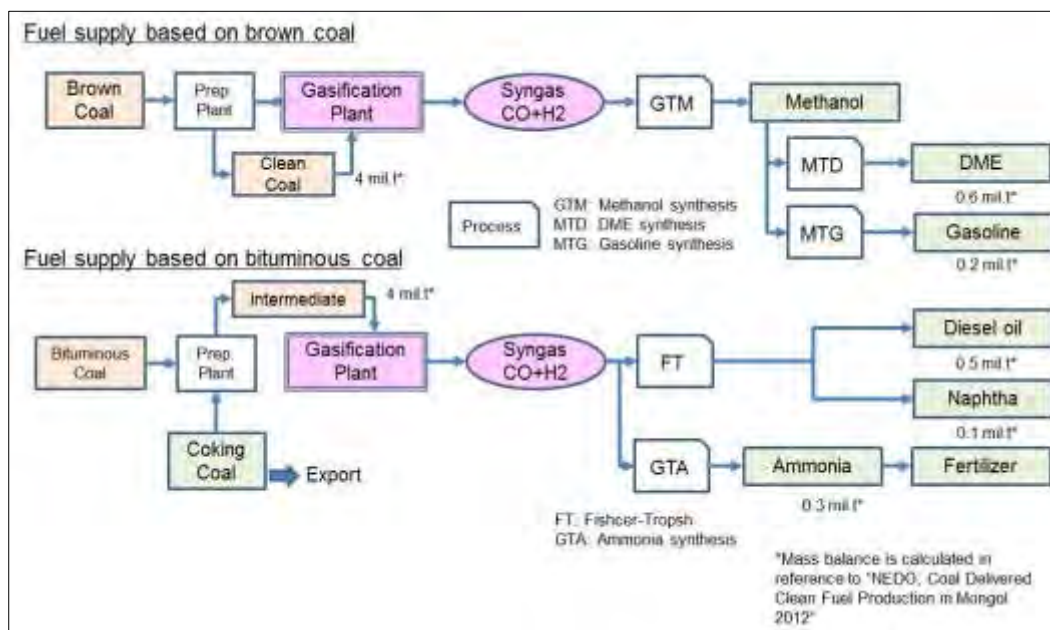 Fuel supply based on brown coal
Brown
Coal
Prep
Plant
Gasification
Plant
Syngas
CO+H2
GTM
Methanol
Clean
Coal
4 mil.t*
MTD
DME
0.6 mil.t*
Process
GTM: Methanol synthesis
MTD: DME synthesis
MTG: Gasoline synthesis
MTG
Gasoline
0.2 mil.t*
Fuel supply based on bituminous coal
Intermediate
4 mil.t*
Bituminous
Coal
Prep.
Plant
Gasification
Plant
Syngas
CO+H2
FT
Diesel oil
0.5 mil.t*
Naphtha
0.1 mil.t*
Coking
Coal
Export
GTA
Ammonia
0.3 mil.t*
Fertilizer
FT: Fishcer-Tropsh
GTA: Ammonia synthesis
*Mass balance is calculated in
reference to "NEDO, Coal Delivered
Clean Fuel Production in Mongol
2012"